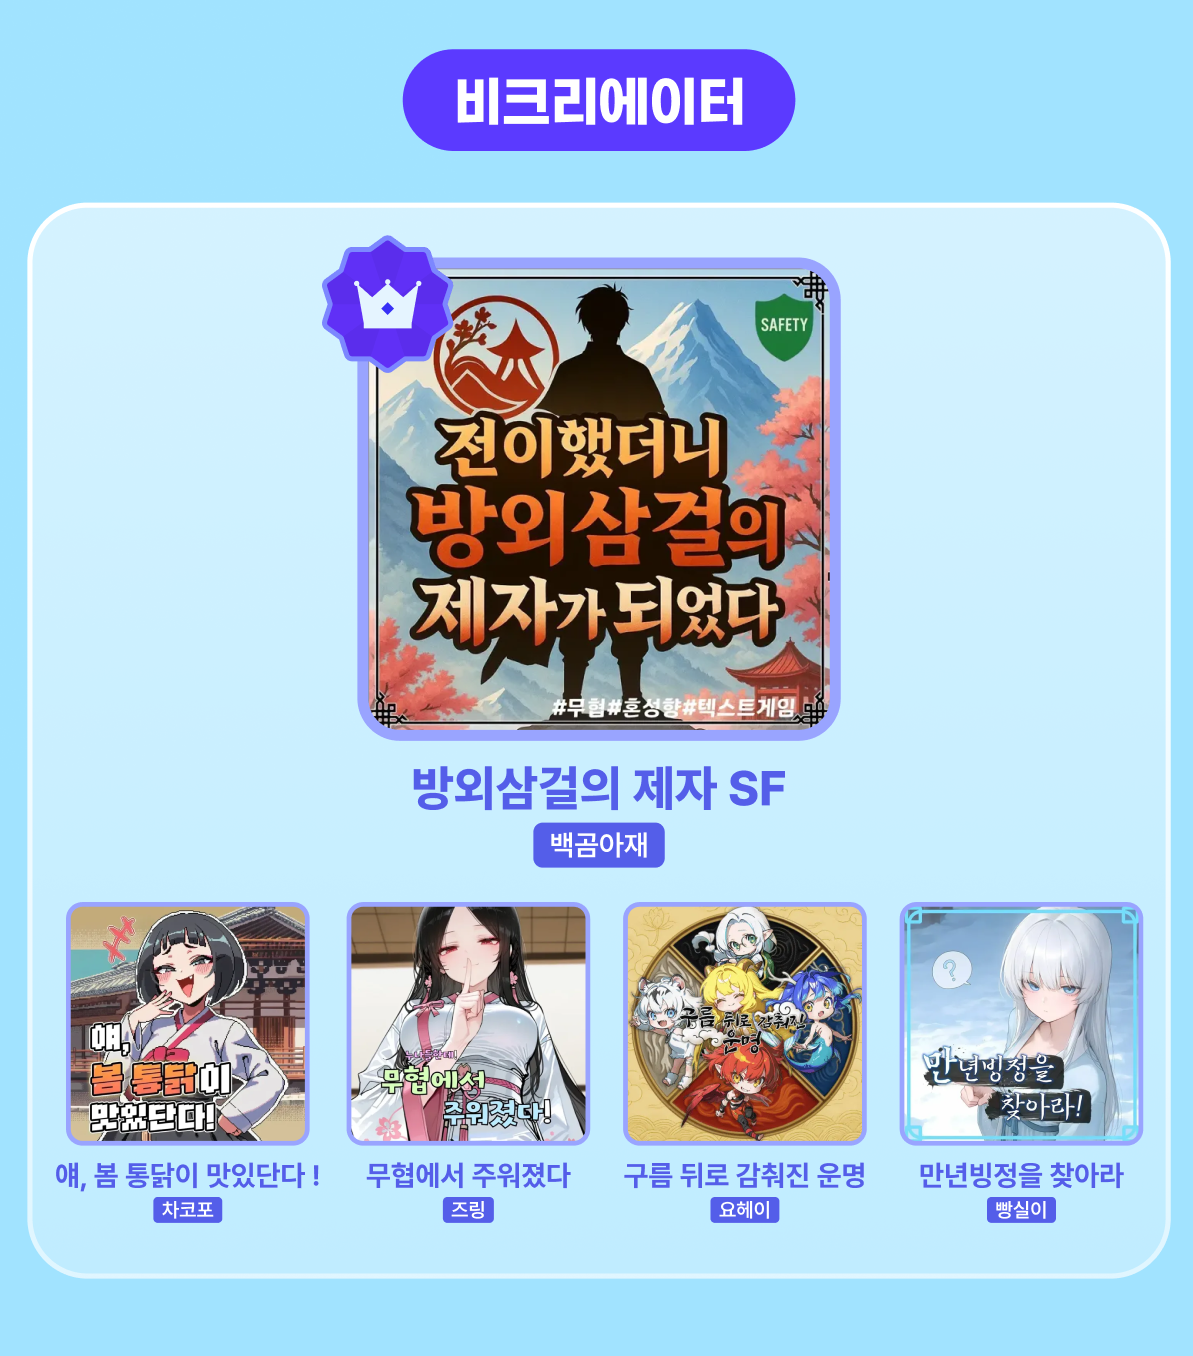 비크리에이터
SAFETY
전이했더니
방외삼걸의
제자가 되었다
#무협#혼성향#텍스트게임
방외삼걸의 제자 SF
백곰아재
얘,
봄 통닭이
맛있단다!
무협에서
주워졌다!
구름 뒤로 감춰진
운명
?
만년빙정을
찾아라!
얘, 봄 통닭이 맛있단다 !
차코포
무협에서 주워졌다
즈링
구름 뒤로 감춰진 운명
요헤이
만년빙정을 찾아라
빵실이